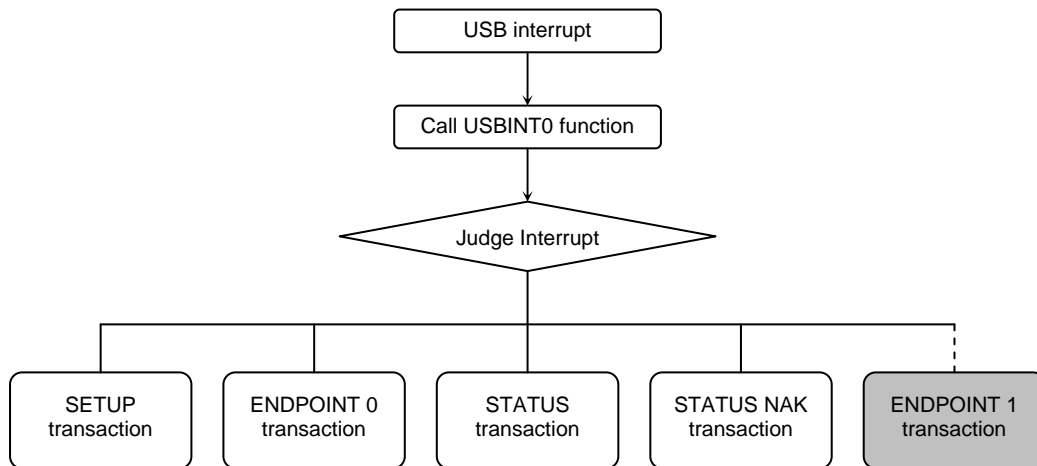 USB interrupt
Call USBINT0 function
Judge Interrupt
SETUP
transaction
ENDPOINT 0
transaction
STATUS
transaction
STATUS NAK
transaction
ENDPOINT 1
transaction